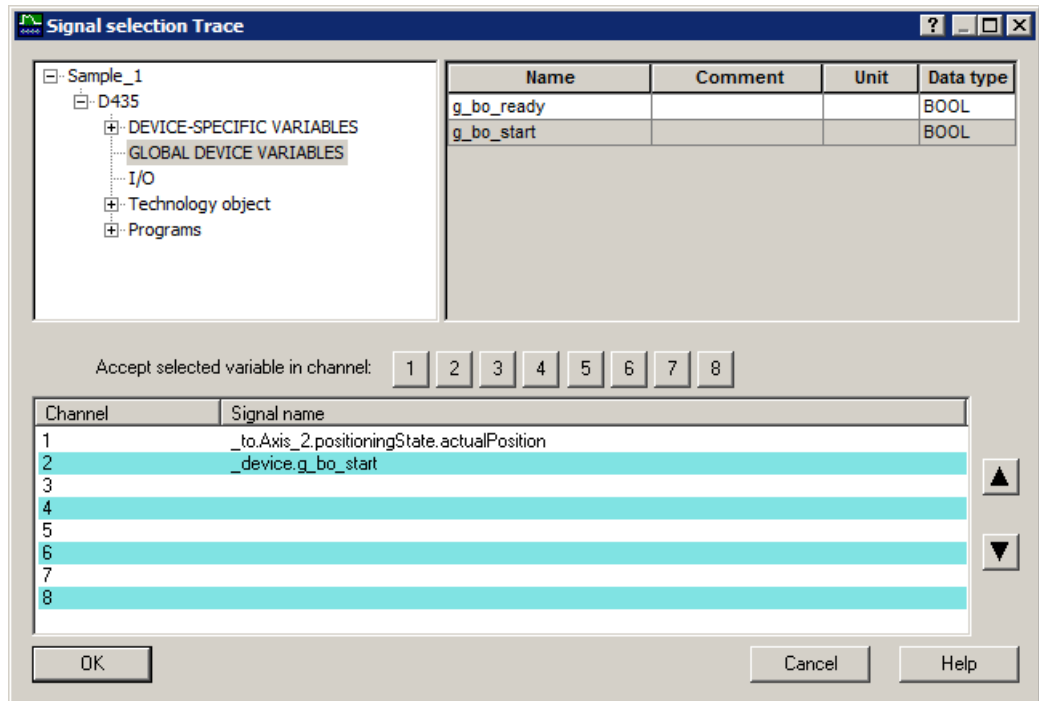 Signal selection Trace
Sample_1
D435
DEVICE-SPECIFIC VARIABLES
GLOBAL DEVICE VARIABLES
I/O
Technology object
Programs
Name Comment Unit Data type
g_bo_ready BOOL
g_bo_start BOOL
Accept selected variable in channel: 1 2 3 4 5 6 7 8
Channel Signal name
1 _to.Axis_2.positioningState.actualPosition
2 _device.g_bo_start
3
4
5
6
7
8
OK Cancel Help